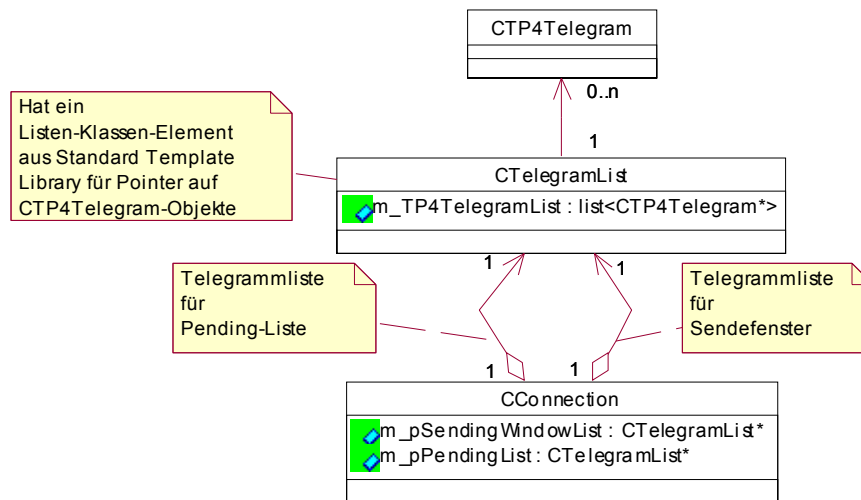 CTP4Telegram
0..n
Hat ein
Listen-Klassen-Element
aus Standard Template
Library für Pointer auf
CTP4Telegram-Objekte
1
CTelegramList
m_TP4TelegramList : list<CTP4Telegram*>
1
1
Telegrammliste
für
Pending-Liste
Telegrammliste
für
Sendefenster
1
1
CConnection
m_pSendingWindowList : CTelegramList*
m_pPendingList : CTelegramList*